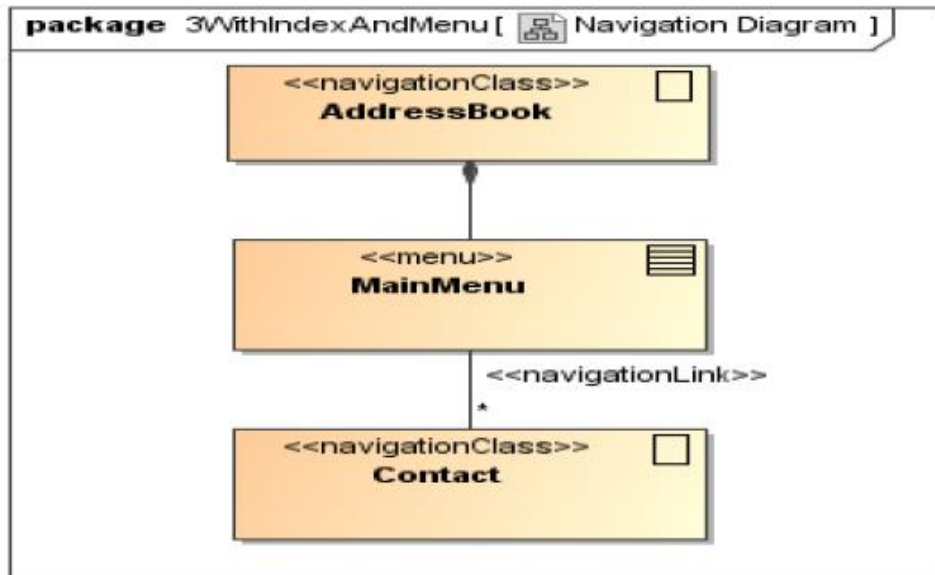 package 3WithIndexAndMenu [ Navigation Diagram ]
<<navigationClass>>
AddressBook
<<menu>>
MainMenu
<<navigationLink>>
*
<<navigationClass>>
Contact